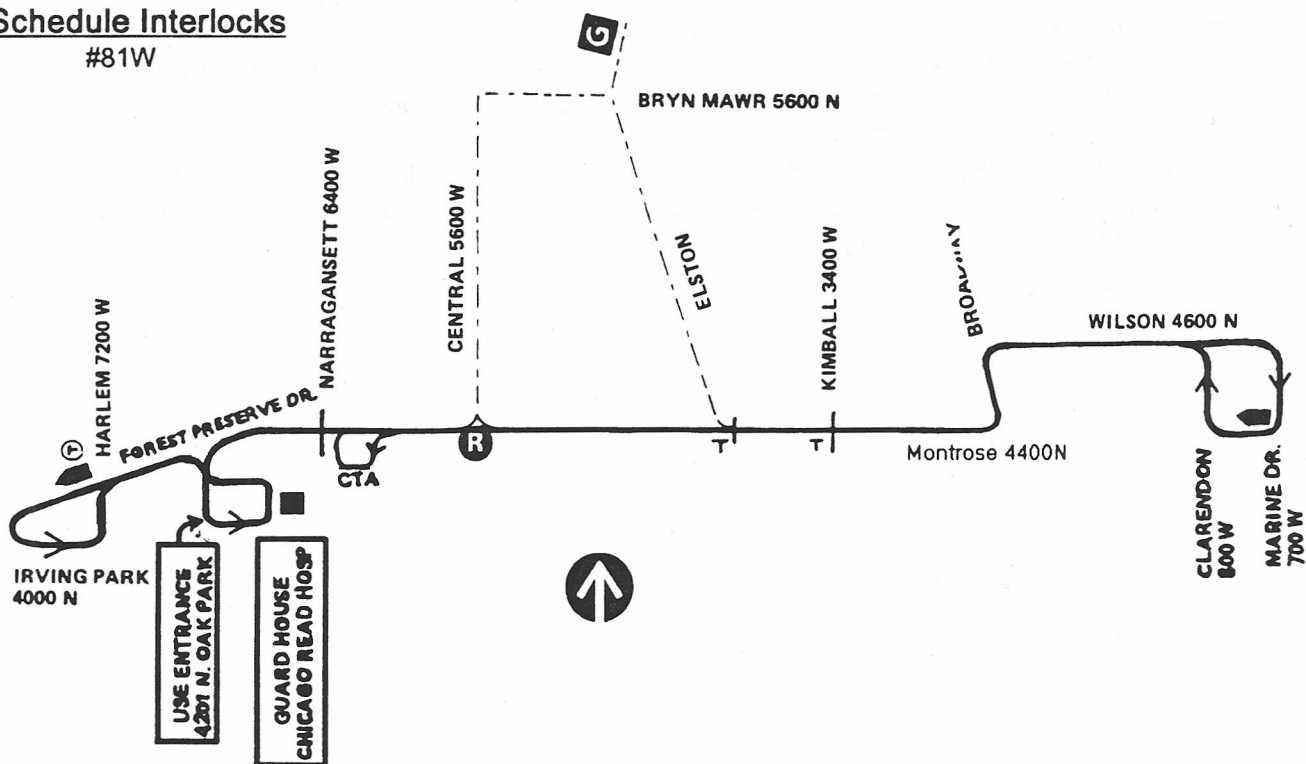 Schedule Interlocks
#81W
G
BRYN MAWR 5600 N
NARRAGANSETT 6400 W
CENTRAL 5600 W
ELSTON
KIMBALL 3400 W
BROADWAY
WILSON 4600 N
HARLEM 7200 W
T
FOREST PRESERVE DR.
R
T
T
Montrose 4400N
CTA
CLARENDON
800 W
MARINE DR.
700 W
IRVING PARK
4000 N
USE ENTRANCE
4201 N. OAK PARK
GUARD HOUSE
CHICAGO READ HOSP